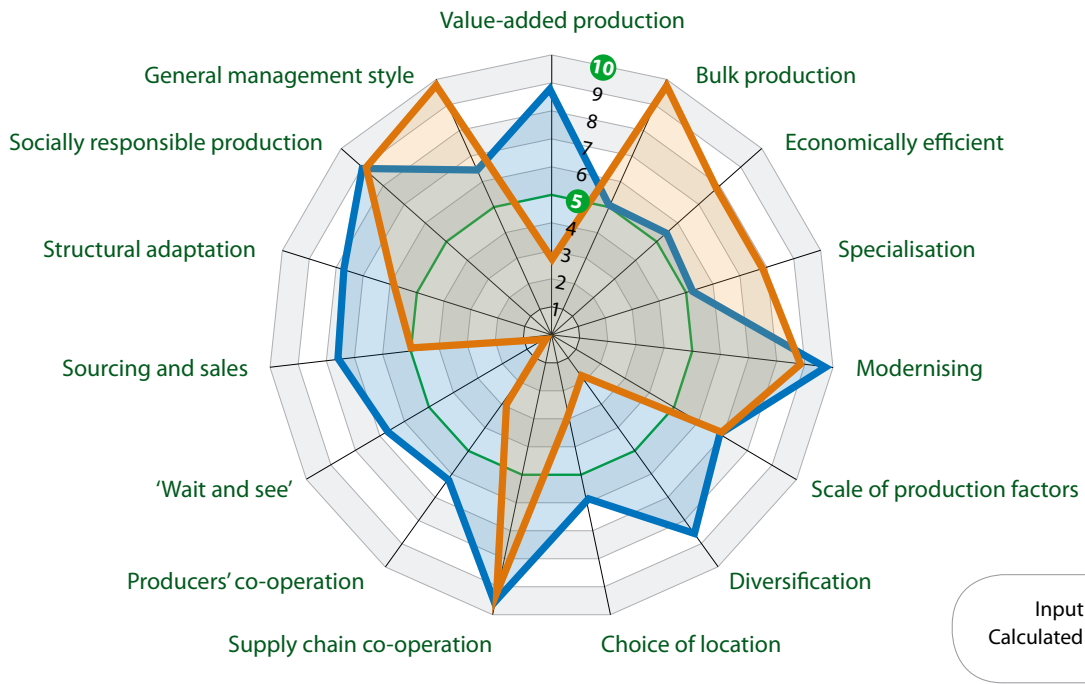 Value-added production
General management style
10
Bulk production
9
Socially responsible production
8
Economically efficient
7
6
5
4
Structural adaptation
Specialisation
3
2
1
Sourcing and sales
Modernising
‘Wait and see’
Scale of production factors
Producers’ co-operation
Diversification
Supply chain co-operation
Choice of location
Input
Calculated